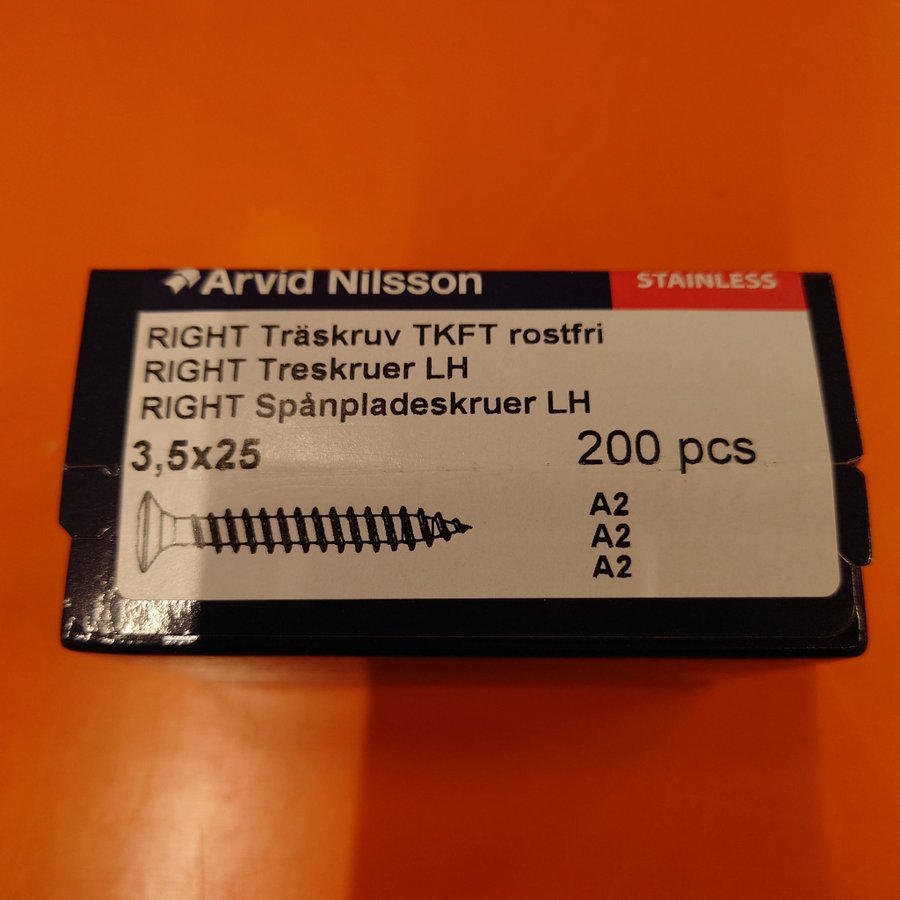 Arvid Nilsson
STAINLESS
RIGHT Träskruv TKFT rostfri
RIGHT Treskruer LH
RIGHT Spånpladeskruer LH
3,5x25
200 pcs
A2
A2
A2